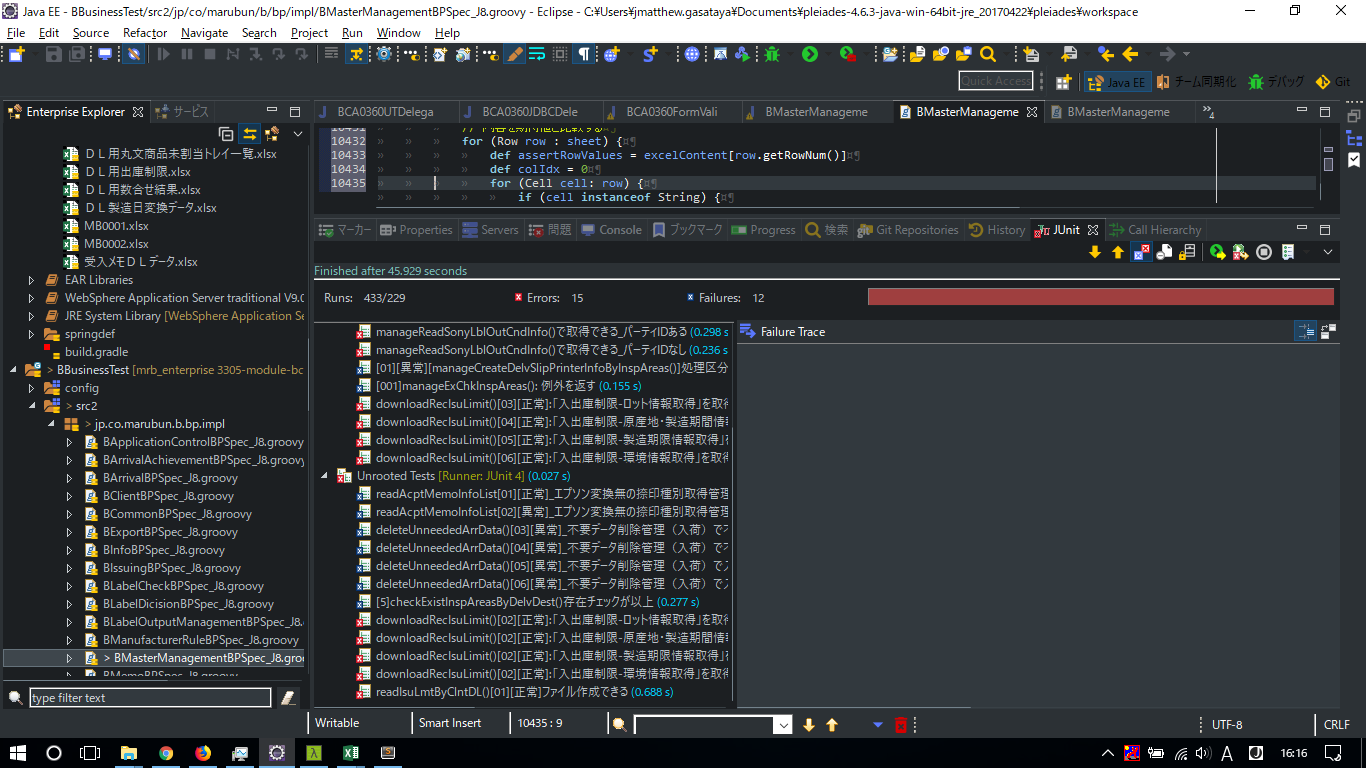 Java EE - BBusinessTest/src2/jp/co/marubun/b/bp/impl/BMasterManagementBPSpec_J8.groovy - Eclipse - C:¥Users¥jmatthew.gasataya¥Documents¥pleiades-4.6.3-java-win-64bit-jre_20170422¥pleiades¥workspace
File Edit Source Refactor Navigate Search Project Run Window Help
Quick Access Java EE チーム同期化 デバッグ Git
Enterprise Explorer サービス
BCA0360UTDelega BCA0360JDBCDele BCA0360FormVali BMasterManageme BMasterManageme BMasterManageme 4
10432 for (Row row : sheet) {
10433 def assertRowValues = excelContent[row.getRowNum()]
10434 def colIdx = 0
10435 for (Cell cell: row) {
if (cell instanceof String) {
ＤＬ用丸文商品未割当トレイ一覧.xlsx
ＤＬ用出庫制限.xlsx
ＤＬ用数合せ結果.xlsx
ＤＬ製造日変換データ.xlsx
MB0001.xlsx
MB0002.xlsx
受入メモＤＬデータ.xlsx
EAR Libraries
WebSphere Application Server traditional V9.0
JRE System Library [WebSphere Application Se
springdef
build.gradle
> BBusinessTest [mrb_enterprise 3305-module-bc
config
> src2
> jp.co.marubun.b.bp.impl
BApplicationControlBPSpec_J8.groovy
BArrivalAchievementBPSpec_J8.groovy
BArrivalBPSpec_J8.groovy
BClientBPSpec_J8.groovy
BCommonBPSpec_J8.groovy
BExportBPSpec_J8.groovy
BInfoBPSpec_J8.groovy
BIssuingBPSpec_J8.groovy
BLabelCheckBPSpec_J8.groovy
BLabelDicisionBPSpec_J8.groovy
BLabelOutputManagementBPSpec_J8.
BManufacturerRuleBPSpec_J8.groovy
> BMasterManagementBPSpec_J8.groo
BMemoBPSpec_J8.groovy
type filter text
マーカー Properties Servers 問題 Console ブックマーク Progress 検索 Git Repositories History JUnit Call Hierarchy
Finished after 45.929 seconds
Runs: 433/229 Errors: 15 Failures: 12
Failure Trace
manageReadSonyLblOutCndInfo()で取得できる_パーティIDある (0.298 s
manageReadSonyLblOutCndInfo()で取得できる_パーティIDなし (0.236 s
[01][異常][manageCreateDelvSlipPrinterInfoByInspAreas()]処理区分
[001]manageExChkInspAreas(): 例外を返す (0.155 s)
downloadRecIsuLimit()[03][正常]:「入出庫制限-ロット情報取得」を取得
downloadRecIsuLimit()[04][正常]:「入出庫制限-原産地・製造期間情報
downloadRecIsuLimit()[05][正常]:「入出庫制限-製造期限情報取得」を
downloadRecIsuLimit()[06][正常]:「入出庫制限-環境情報取得」を取得
Unrooted Tests [Runner: JUnit 4] (0.027 s)
readAcptMemoInfoList[01][正常]_エプソン変換無の捺印種別取得管理
readAcptMemoInfoList[02][異常]_エプソン変換無の捺印種別取得管理
deleteUnneededArrData()[03][異常]_不要データ削除管理（入荷）で不
deleteUnneededArrData()[04][異常]_不要データ削除管理（入荷）で不
deleteUnneededArrData()[05][異常]_不要データ削除管理（入荷）で入
deleteUnneededArrData()[06][異常]_不要データ削除管理（入荷）で入
[5]checkExistInspAreasByDelvDest()存在チェックが以上 (0.277 s)
downloadRecIsuLimit()[02][正常]:「入出庫制限-ロット情報取得」を取得
downloadRecIsuLimit()[02][正常]:「入出庫制限-原産地・製造期間情報
downloadRecIsuLimit()[02][正常]:「入出庫制限-製造期限情報取得」を
downloadRecIsuLimit()[02][正常]:「入出庫制限-環境情報取得」を取得
readIsuLmtByClntDL()[01][正常]ファイル作成できる (0.688 s)
Writable Smart Insert 10435 : 9 UTF-8 CRLF
A 16:16